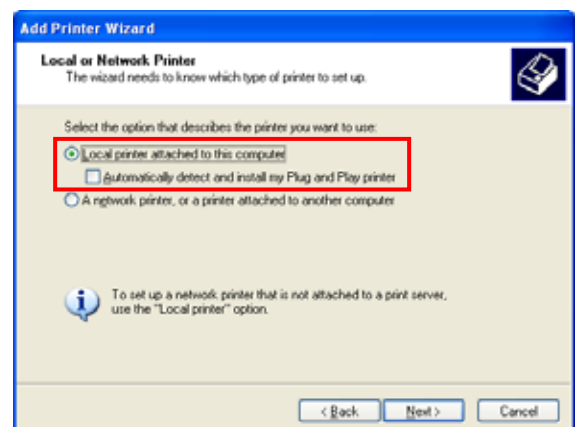 Add Printer Wizard
Local or Network Printer
The wizard needs to know which type of printer to set up.
Select the option that describes the printer you want to use:
Local printer attached to this computer
Automatically detect and install my Plug and Play printer
A network printer, or a printer attached to another computer
To set up a network printer that is not attached to a print server,
use the "Local printer" option.
< Back Next > Cancel